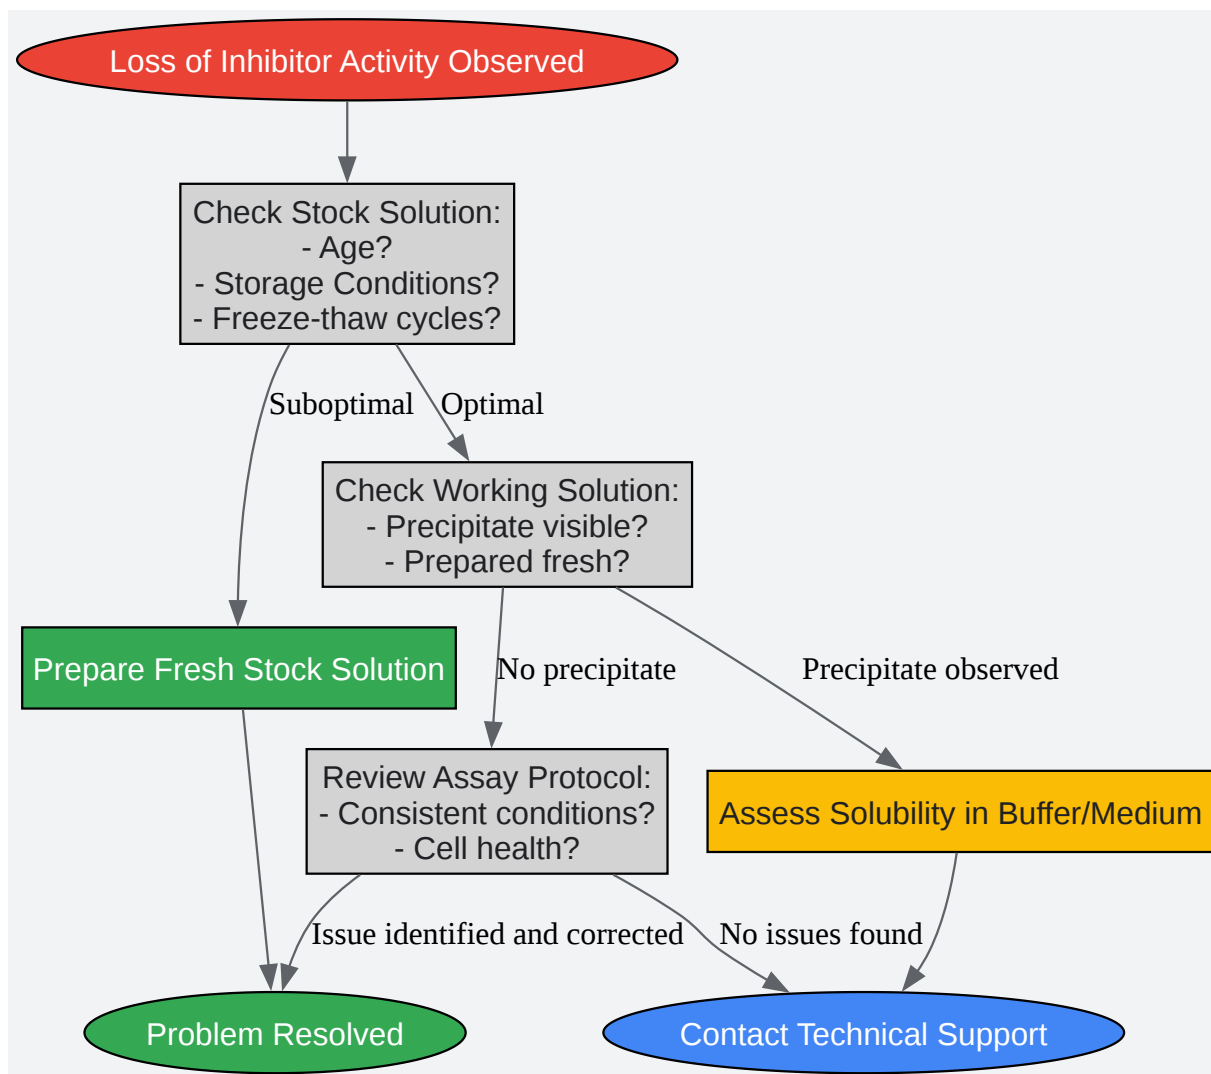 Loss of Inhibitor Activity Observed
Check Stock Solution:
- Age?
- Storage Conditions?
- Freeze-thaw cycles?
Suboptimal
Optimal
Check Working Solution:
- Precipitate visible?
- Prepared fresh?
Prepare Fresh Stock Solution
No precipitate
Precipitate observed
Review Assay Protocol:
- Consistent conditions?
- Cell health?
Assess Solubility in Buffer/Medium
Issue identified and corrected
No issues found
Problem Resolved
Contact Technical Support